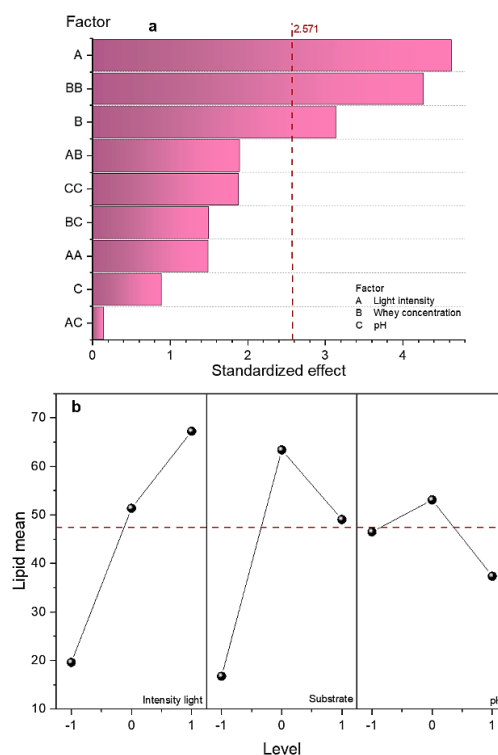 Factor
a
2.571
A
BB
B
AB
CC
BC
AA
C
AC
Factor
A Light intensity
B Whey concentration
C pH
0 1 2 3 4
Standardized effect
b
70
60
50
40
30
20
10
Lipid mean
Intensity light
Substrate
pH
-1 0 1 -1 0 1 -1 0 1
Level